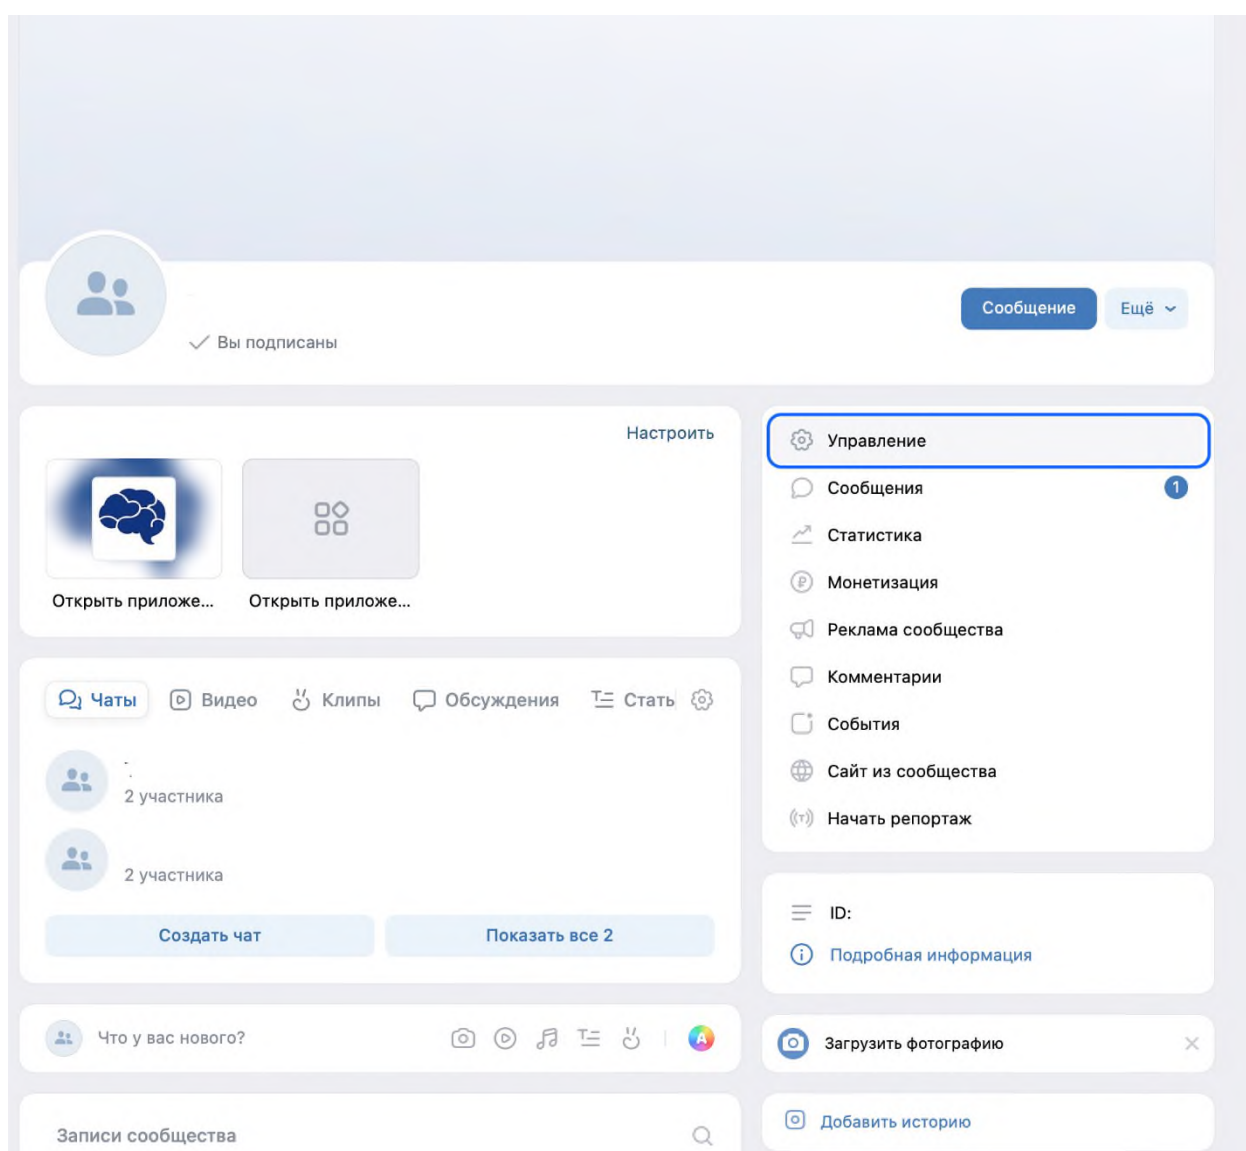 Сообщение
Ещё
Вы подписаны
Настроить
Открыть приложе...
Открыть приложе...
Чаты
Видео
Клипы
Обсуждения
Стать
2 участника
2 участника
Создать чат
Показать все 2
Что у вас нового?
Записи сообщества
Управление
Сообщения
1
Статистика
Монетизация
Реклама сообщества
Комментарии
События
Сайт из сообщества
Начать репортаж
ID:
Подробная информация
Загрузить фотографию
Добавить историю